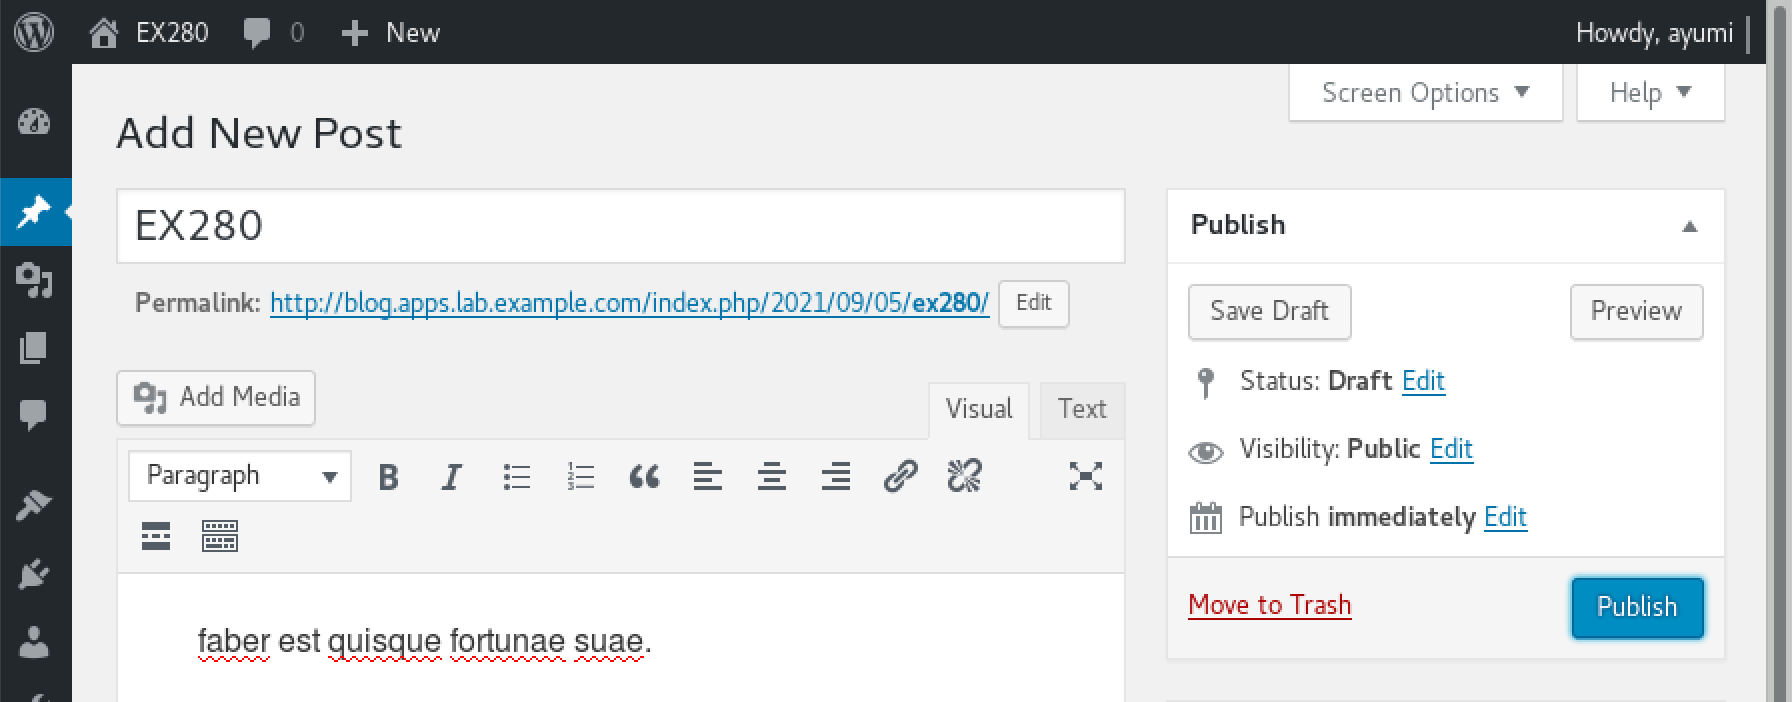 EX280 0 New Howdy, ayumi
Screen Options Help
Add New Post
EX280
Permalink: http://blog.apps.lab.example.com/index.php/2021/09/05/ex280/ Edit
Add Media
Visual Text
Paragraph
faber est quisque fortunae suae.
Publish
Save Draft Preview
Status: Draft Edit
Visibility: Public Edit
Publish immediately Edit
Move to Trash Publish